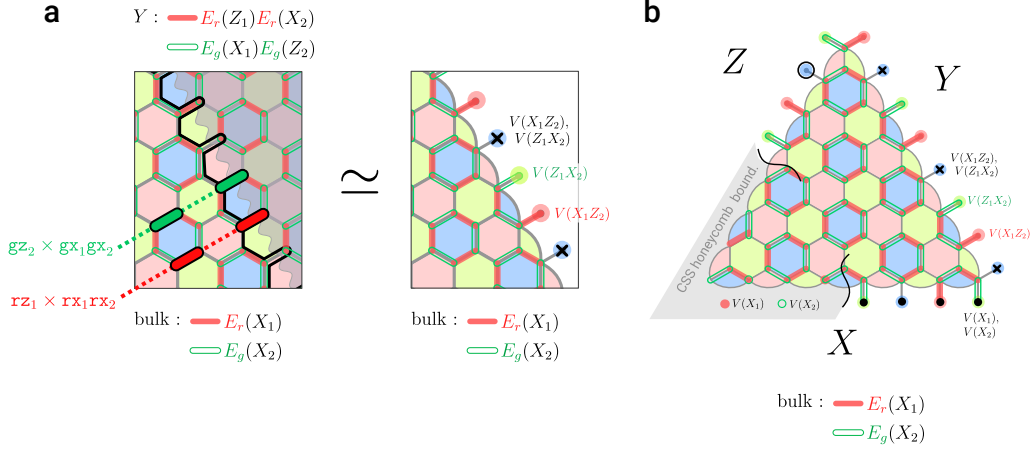 a
Y : E_r(Z_1)E_r(X_2)
E_g(X_1)E_g(Z_2)
gz_2 × gx_1gx_2
rz_1 × rx_1rx_2
bulk : E_r(X_1)
E_g(X_2)
≃
V(X_1Z_2),
V(Z_1X_2)
V(Z_1X_2)
V(X_1Z_2)
bulk : E_r(X_1)
E_g(X_2)
b
Z
Y
V(X_1Z_2),
V(Z_1X_2)
V(Z_1X_2)
V(X_1Z_2)
CSS honeycomb bound.
V(X_1) V(X_2)
V(X_1),
V(X_2)
X
bulk : E_r(X_1)
E_g(X_2)